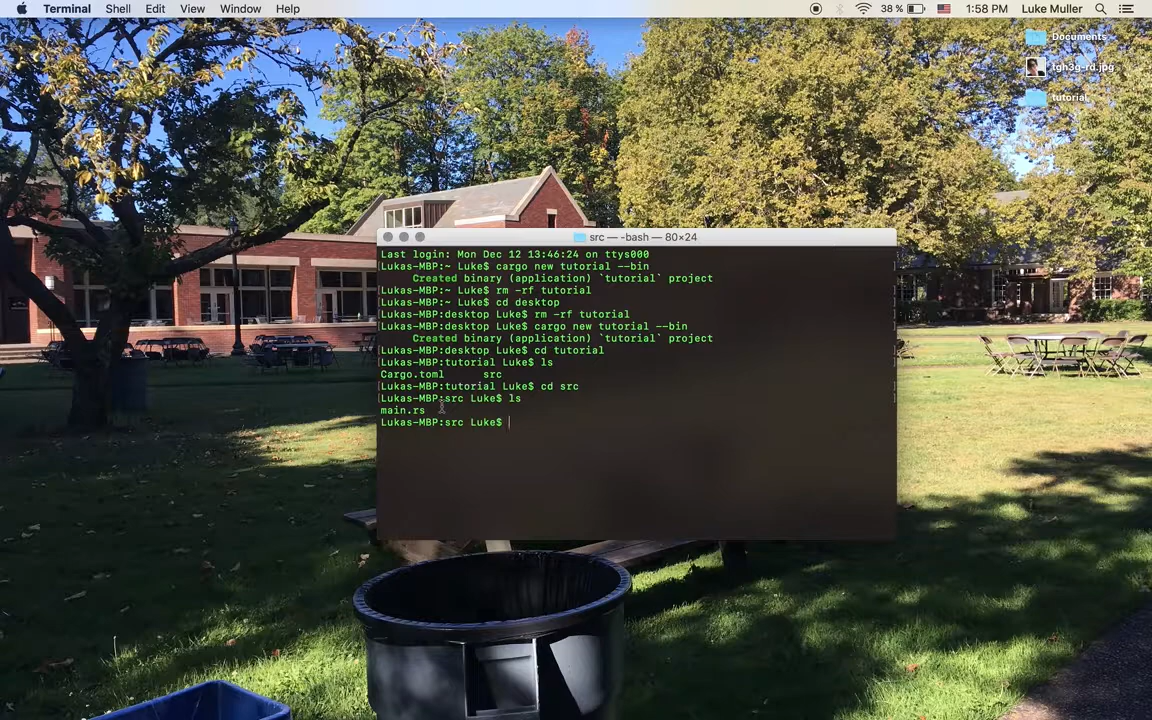 Terminal Shell Edit View Window Help 38 % 1:58 PM Luke Muller
Documents
tgh3g-rd.jpg
tutorial
src — -bash — 80×24
Last login: Mon Dec 12 13:46:24 on ttys000
[Lukas-MBP:~ Luke$ cargo new tutorial --bin
Created binary (application) `tutorial` project
[Lukas-MBP:~ Luke$ rm -rf tutorial
[Lukas-MBP:~ Luke$ cd desktop
[Lukas-MBP:desktop Luke$ rm -rf tutorial
[Lukas-MBP:desktop Luke$ cargo new tutorial --bin
Created binary (application) `tutorial` project
[Lukas-MBP:desktop Luke$ cd tutorial
[Lukas-MBP:tutorial Luke$ ls
Cargo.toml src
[Lukas-MBP:tutorial Luke$ cd src
[Lukas-MBP:src Luke$ ls
main.rs
Lukas-MBP:src Luke$